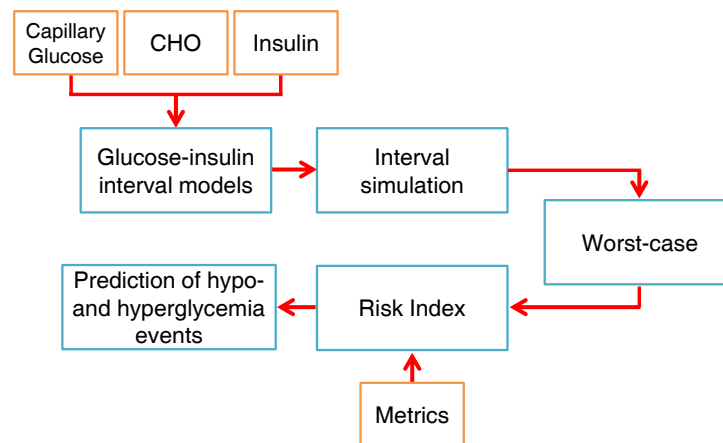 Capillary
Glucose
CHO
Insulin
Glucose-insulin
interval models
Interval
simulation
Worst-case
Prediction of hypo-
and hyperglycemia
events
Risk Index
Metrics